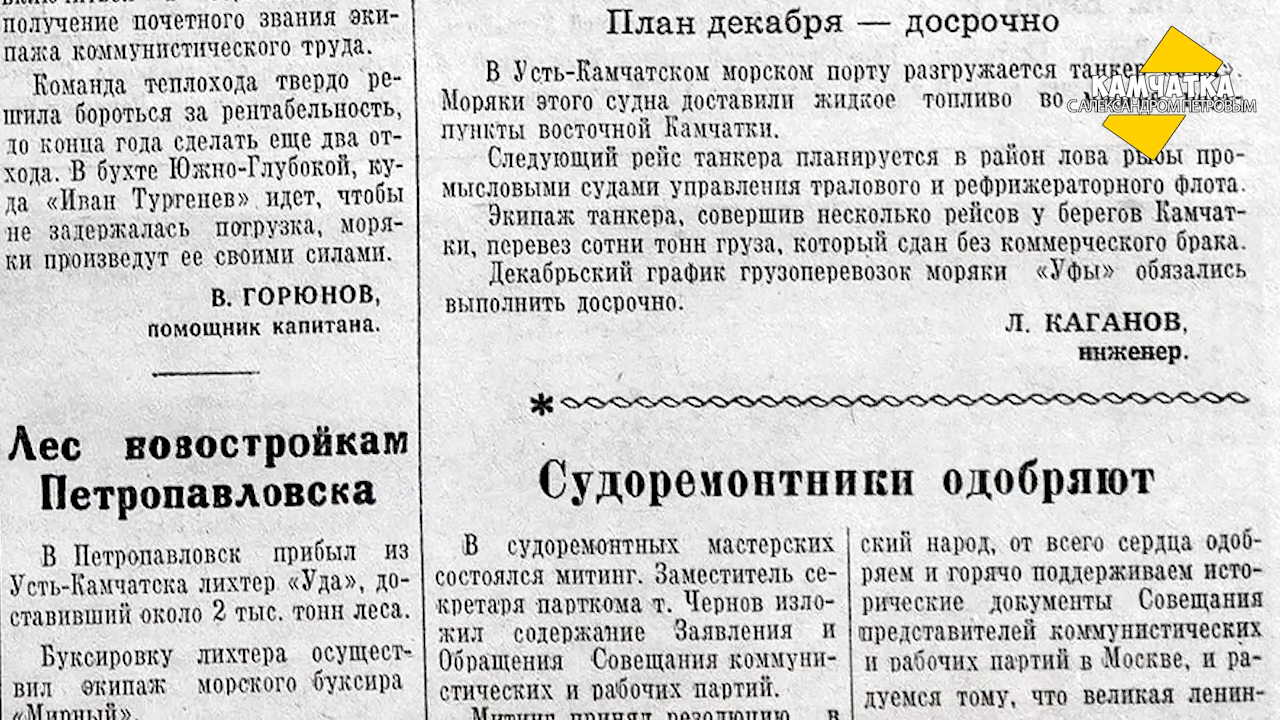 получение почетного звания эки-
пажа коммунистического труда.
Команда теплохода твердо ре-
шила бороться за рентабельность,
до конца года сделать еще два от-
хода. В бухте Южно-Глубокой, ку-
да «Иван Тургенев» идет, чтобы
не задержалась погрузка, моря-
ки произведут ее своими силами.
В. ГОРЮНОВ,
помощник капитана.
Лес новостройкам
Петропавловска
В Петропавловск прибыл из
Усть-Камчатска лихтер «Уда», до-
ставивший около 2 тыс. тонн леса.
Буксировку лихтера осущест-
вил экипаж морского буксира
«Мирный».
План декабря — досрочно
В Усть-Камчатском морском порту разгружается танкер
Моряки этого судна доставили жидкое топливо во
пункты восточной Камчатки.
Следующий рейс танкера планируется в район лова рыбы про-
мысловыми судами управления тралового и рефрижераторного флота.
Экипаж танкера, совершив несколько рейсов у берегов Камчат-
ки, перевез сотни тонн груза, который сдан без коммерческого брака.
Декабрьский график грузоперевозок моряки «Уфы» обязались
выполнить досрочно.
Л. КАГАНОВ,
инженер.
Судоремонтники одобряют
В судоремонтных мастерских
состоялся митинг. Заместитель се-
кретаря парткома т. Чернов изло-
жил содержание Заявления и
Обращения Совещания коммуни-
стических и рабочих партий.
Митинг принял резолюцию, в
ский народ, от всего сердца одоб-
ряем и горячо поддерживаем исто-
рические документы Совещания
представителей коммунистических
и рабочих партий в Москве, и ра-
дуемся тому, что великая ленин-
КАМЧАТКА
С АЛЕКСАНДРОМ ПЕТРОВЫМ